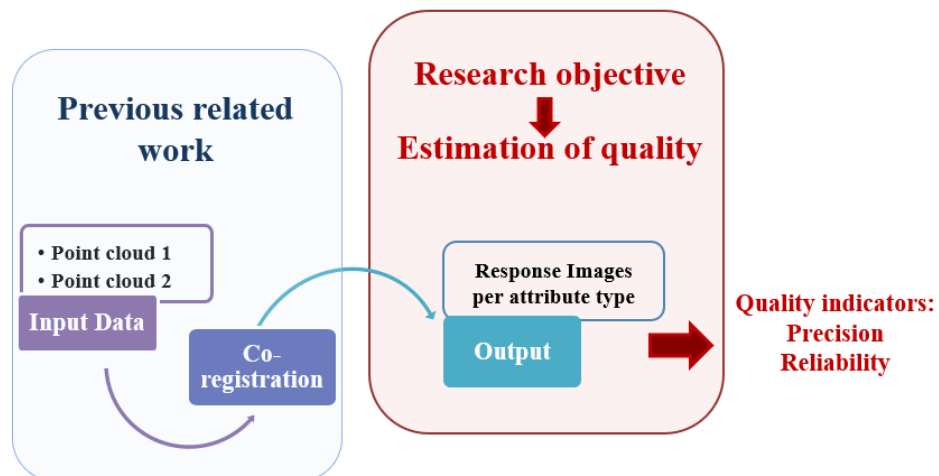 Previous related
work
• Point cloud 1
• Point cloud 2
Input Data
Co-
registration
Research objective
Estimation of quality
Response Images
per attribute type
Output
Quality indicators:
Precision
Reliability